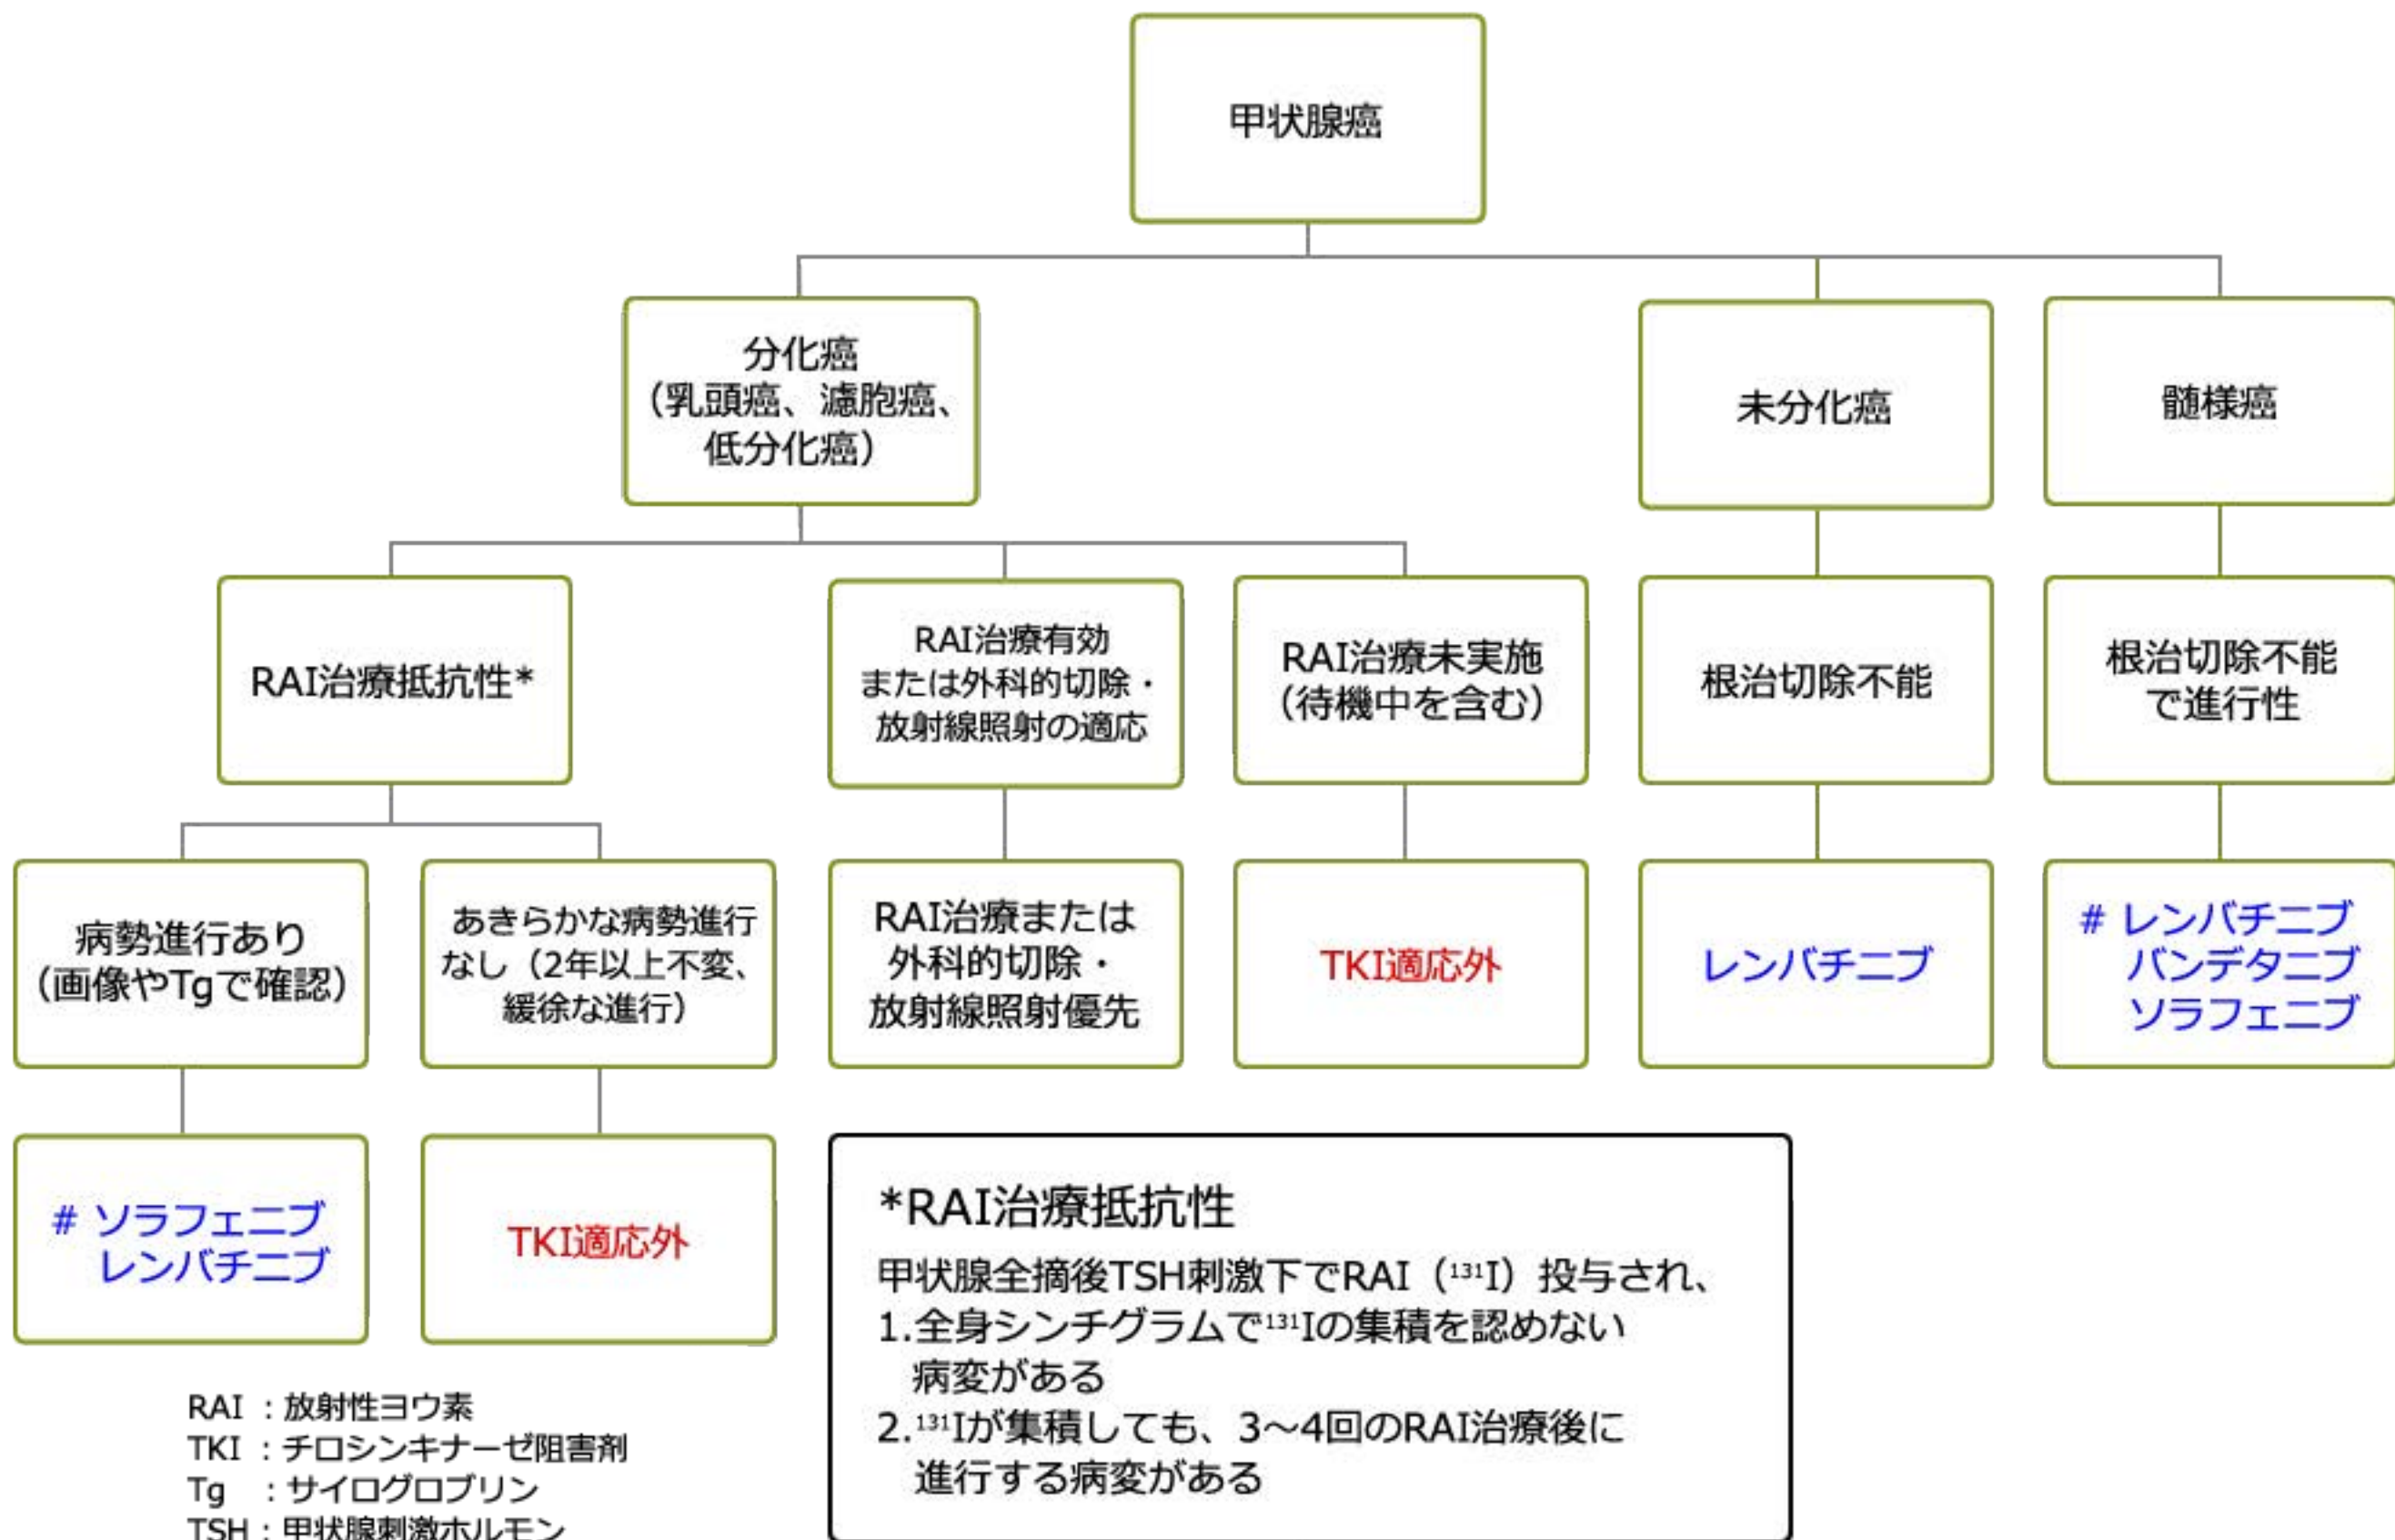 甲状腺癌
分化癌
（乳頭癌、濾胞癌、
低分化癌）
未分化癌
髄様癌
RAI治療抵抗性*
RAI治療有効
または外科的切除・
放射線照射の適応
RAI治療未実施
（待機中を含む）
根治切除不能
根治切除不能
で進行性
病勢進行あり
（画像やTgで確認）
あきらかな病勢進行
なし（2年以上不変、
緩徐な進行）
RAI治療または
外科的切除・
放射線照射優先
TKI適応外
レンバチニブ
# レンバチニブ
バンデタニブ
ソラフェニブ
# ソラフェニブ
レンバチニブ
TKI適応外
*RAI治療抵抗性
甲状腺全摘後TSH刺激下でRAI（¹³¹I）投与され、
1.全身シンチグラムで¹³¹Iの集積を認めない
病変がある
2.¹³¹Iが集積しても、3～4回のRAI治療後に
進行する病変がある
RAI ：放射性ヨウ素
TKI ：チロシンキナーゼ阻害剤
Tg ：サイログロブリン
TSH：甲状腺刺激ホルモン